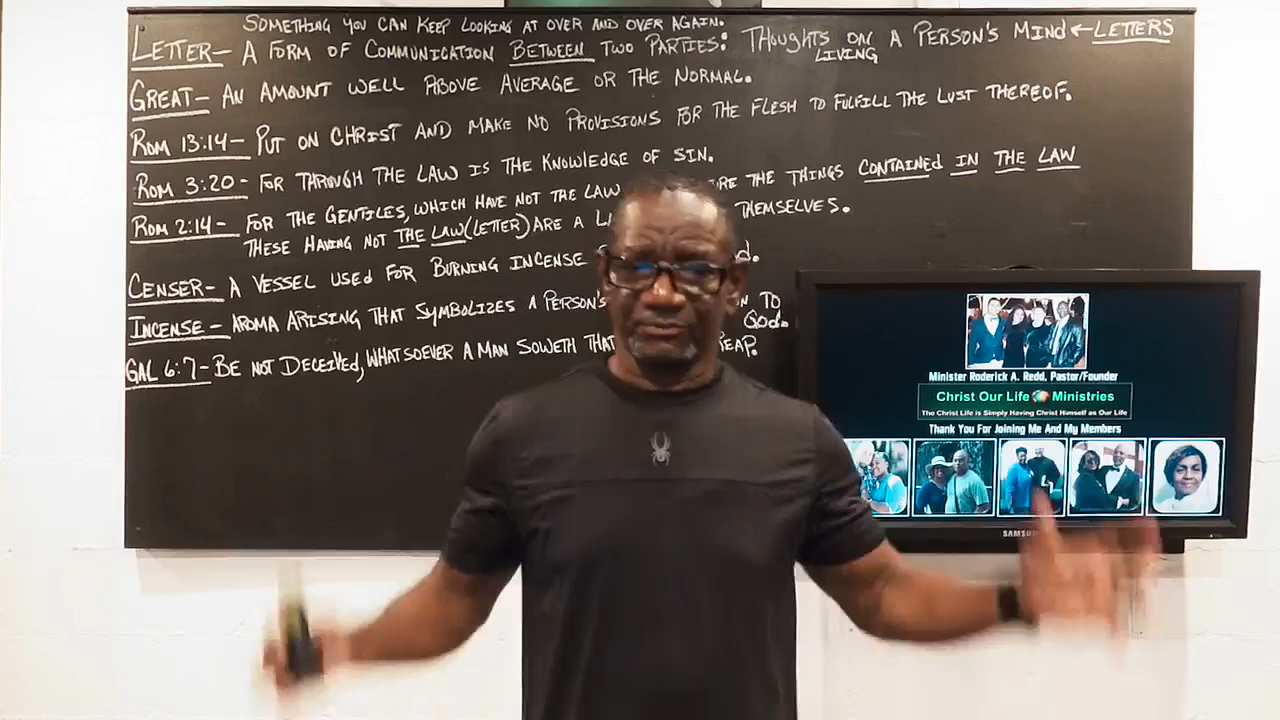 SOMETHING YOU CAN KEEP LOOKING AT OVER AND OVER AGAIN.
LETTER- A FORM OF COMMUNICATION BETWEEN TWO PARTIES: THOUGHTS ON A PERSON'S MIND ← LETTERS
LIVING
GREAT- AN AMOUNT WELL ABOVE AVERAGE OR THE NORMAL.
ROM 13:14- PUT ON CHRIST AND MAKE NO PROVISIONS FOR THE FLESH TO FULFILL THE LUST THEREOF.
ROM 3:20- FOR THROUGH THE LAW IS THE KNOWLEDGE OF SIN.
ROM 2:14- FOR THE GENTILES, WHICH HAVE NOT THE LAW THE THINGS CONTAINED IN THE LAW
THESE HAVING NOT THE LAW (LETTER) ARE A THEMSELVES.
CENSER- A VESSEL USED FOR BURNING INCENSE
INCENSE- AROMA ARISING THAT SYMBOLIZES A PERSON'S TO
GOD.
GAL 6:7- BE NOT DECEIVED, WHATSOEVER A MAN SOWETH THAT REAP.
Minister Roderick A. Redd, Pastor/Founder
Christ Our Life Ministries
The Christ Life is Simply Having Christ Himself as Our Life
Thank You For Joining Me And My Members
SAMSUNG